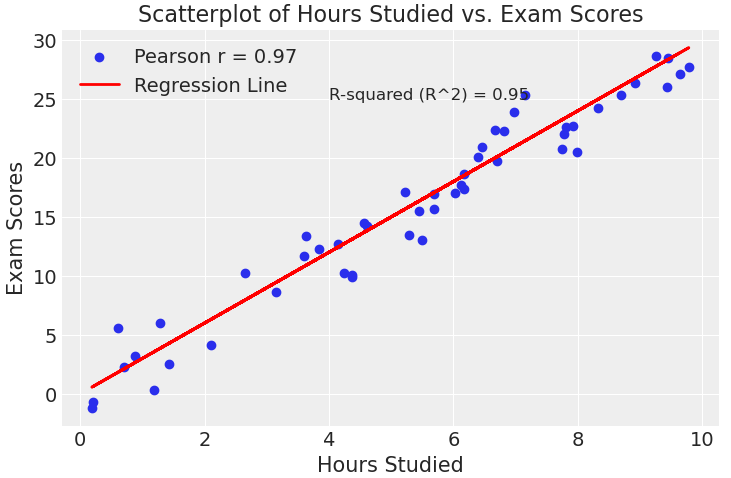 Scatterplot of Hours Studied vs. Exam Scores
Pearson r = 0.97
Regression Line
R-squared (R^2) = 0.95
30
25
20
15
10
5
0
Exam Scores
0 2 4 6 8 10
Hours Studied